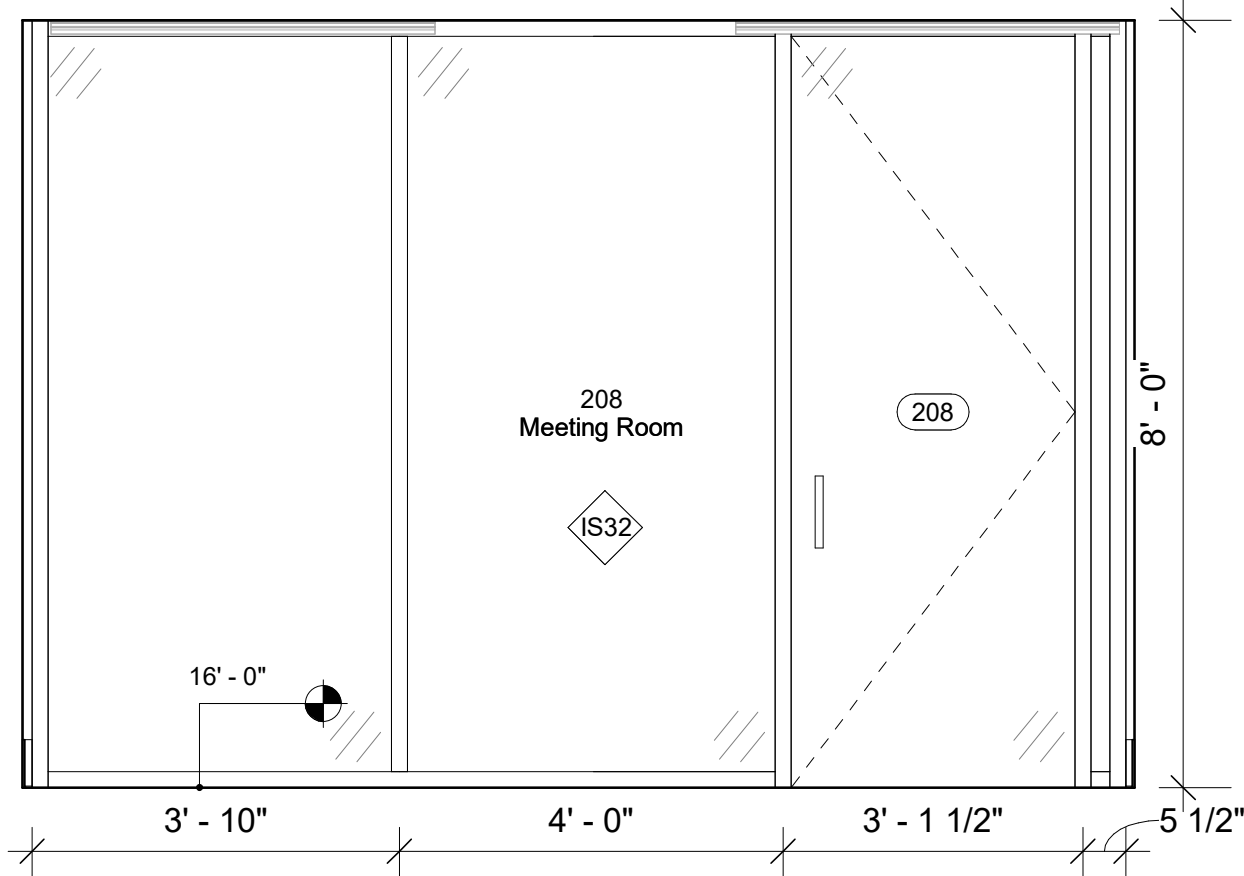 208
Meeting Room
208
8' - 0"
IS32
16' - 0"
3' - 10"
4' - 0"
3' - 1 1/2"
5 1/2"